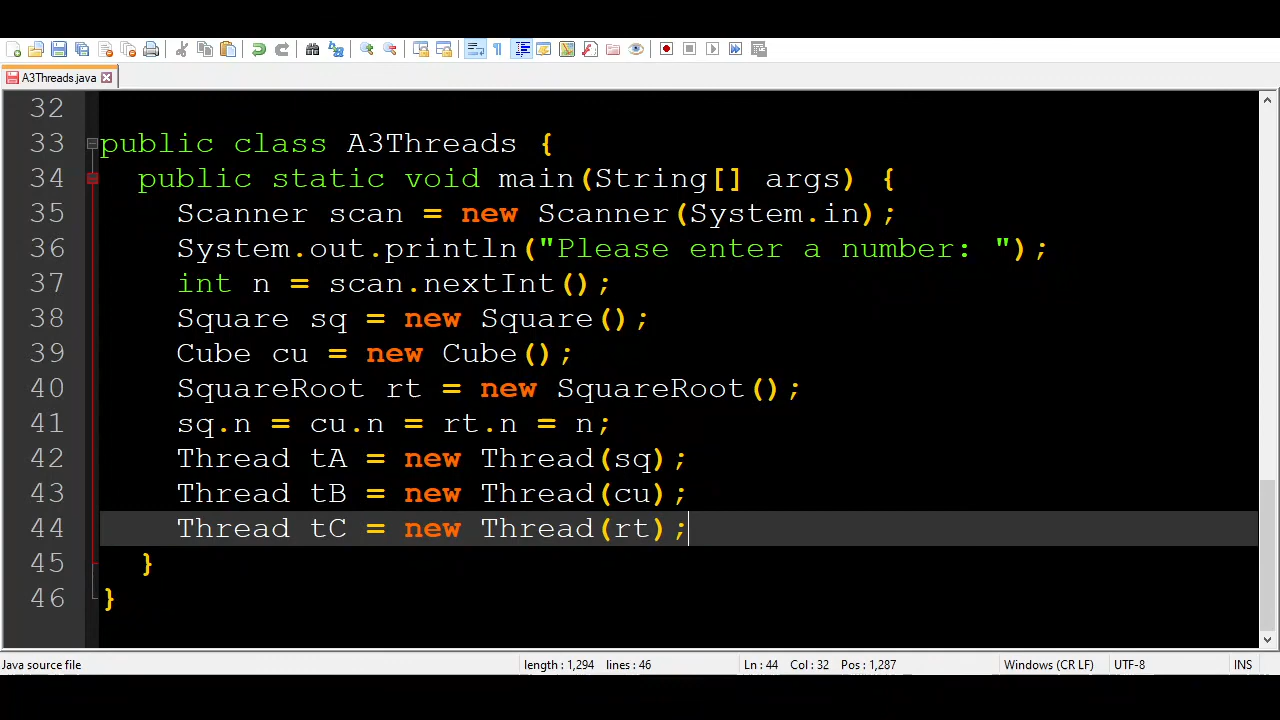 A3Threads.java
32
33 public class A3Threads {
34 public static void main(String[] args) {
35 Scanner scan = new Scanner(System.in);
36 System.out.println("Please enter a number: ");
37 int n = scan.nextInt();
38 Square sq = new Square();
39 Cube cu = new Cube();
40 SquareRoot rt = new SquareRoot();
41 sq.n = cu.n = rt.n = n;
42 Thread tA = new Thread(sq);
43 Thread tB = new Thread(cu);
44 Thread tC = new Thread(rt);
45 }
46 }
Java source file length : 1,294 lines : 46 Ln : 44 Col : 32 Pos : 1,287 Windows (CR LF) UTF-8 INS